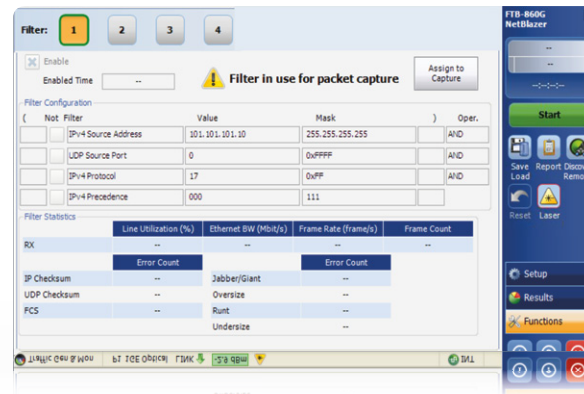 FTB-860G
NetBlazer
Filter: 1 2 3 4
Enable
Enabled Time --
Filter in use for packet capture
Assign to
Capture
Filter Configuration
( Not Filter Value Mask ) Oper.
IPv4 Source Address 101.101.101.10 255.255.255.255 AND
UDP Source Port 0 0xFFFF AND
IPv4 Protocol 17 0xFF AND
IPv4 Precedence 000 111
Filter Statistics
Line Utilization (%) Ethernet BW (Mbit/s) Frame Rate (frame/s) Frame Count
RX -- -- -- --
Error Count Error Count
IP Checksum -- Jabber/Giant --
UDP Checksum -- Oversize --
FCS -- Runt --
Undersize --
Traffic Gen & Mon P1 1GE Optical LINK -2.9 dBm INT
--
--
--:--:--
Start
Save
Load
Report
Discov
Remo
Reset Laser
Setup
Results
Functions